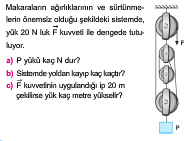 Makaraların ağırlıklarının ve sürtünme-
lerin önemsiz olduğu şekildeki sistemde,
yük 20 N luk F kuvveti ile dengede tutu-
luyor.
a) P yükü kaç N dur?
b) Sistemde yoldan kayıp kaç kaçtır?
c) F kuvvetinin uygulandığı ip 20 m
çekilirse yük kaç metre yükselir?
F
P